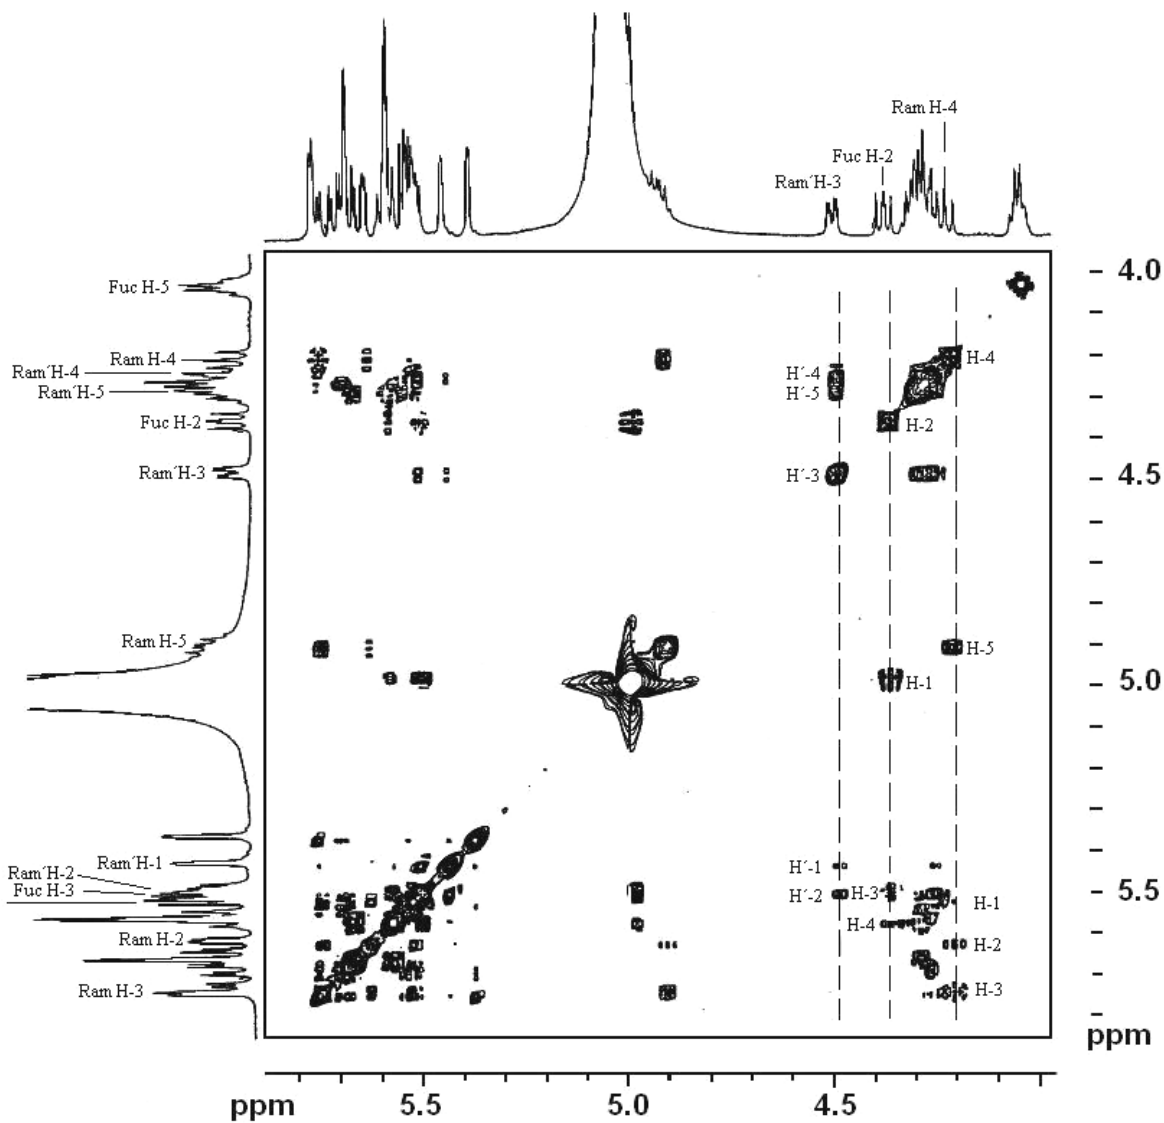 Ram H-4
Fuc H-2
Ram´H-3
Fuc H-5
Ram H-4
Ram´H-4
Ram´H-5
Fuc H-2
Ram´H-3
Ram H-5
Ram´H-1
Ram´H-2
Fuc H-3
Ram H-2
Ram H-3
H-4
H´-4
H´-5
H-2
H´-3
H-5
H-1
H´-1
H´-2
H-3
H-1
H-4
H-2
H-3
4.0
4.5
5.0
5.5
ppm
ppm 5.5 5.0 4.5